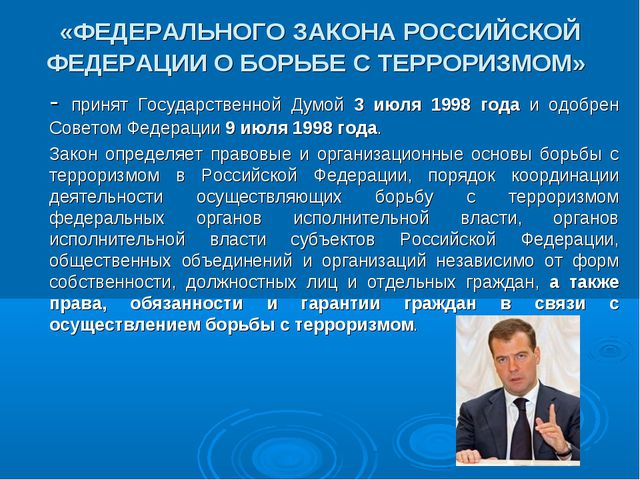 «ФЕДЕРАЛЬНОГО ЗАКОНА РОССИЙСКОЙ
ФЕДЕРАЦИИ О БОРЬБЕ С ТЕРРОРИЗМОМ»
- принят Государственной Думой 3 июля 1998 года и одобрен
Советом Федерации 9 июля 1998 года.
Закон определяет правовые и организационные основы борьбы с
терроризмом в Российской Федерации, порядок координации
деятельности осуществляющих борьбу с терроризмом
федеральных органов исполнительной власти, органов
исполнительной власти субъектов Российской Федерации,
общественных объединений и организаций независимо от форм
собственности, должностных лиц и отдельных граждан, а также
права, обязанности и гарантии граждан в связи с
осуществлением борьбы с терроризмом.